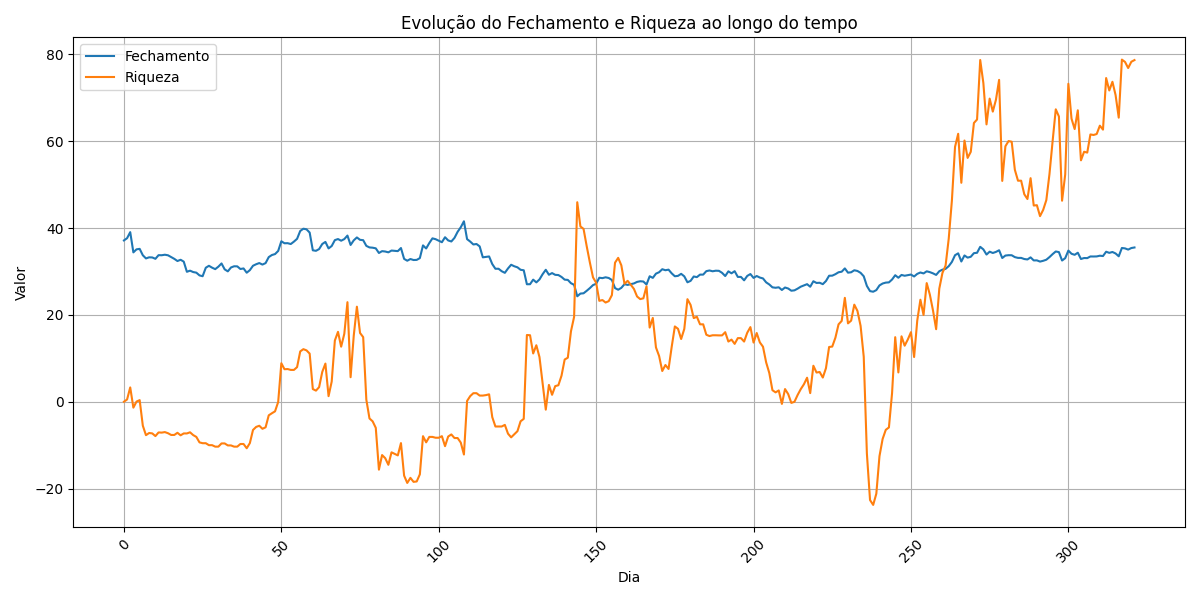 Evolução do Fechamento e Riqueza ao longo do tempo
Fechamento
Riqueza
Valor
80
60
40
20
0
−20
0
50
100
150
200
250
300
Dia